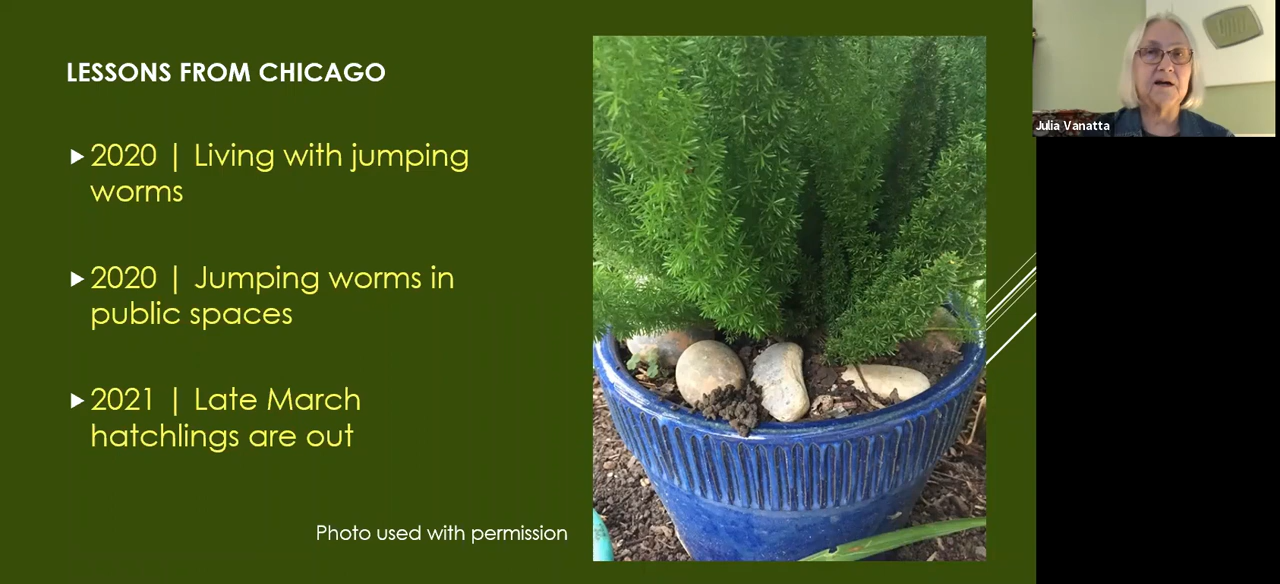 LESSONS FROM CHICAGO
2020 | Living with jumping
worms
2020 | Jumping worms in
public spaces
2021 | Late March
hatchlings are out
Photo used with permission
Julia Vanatta